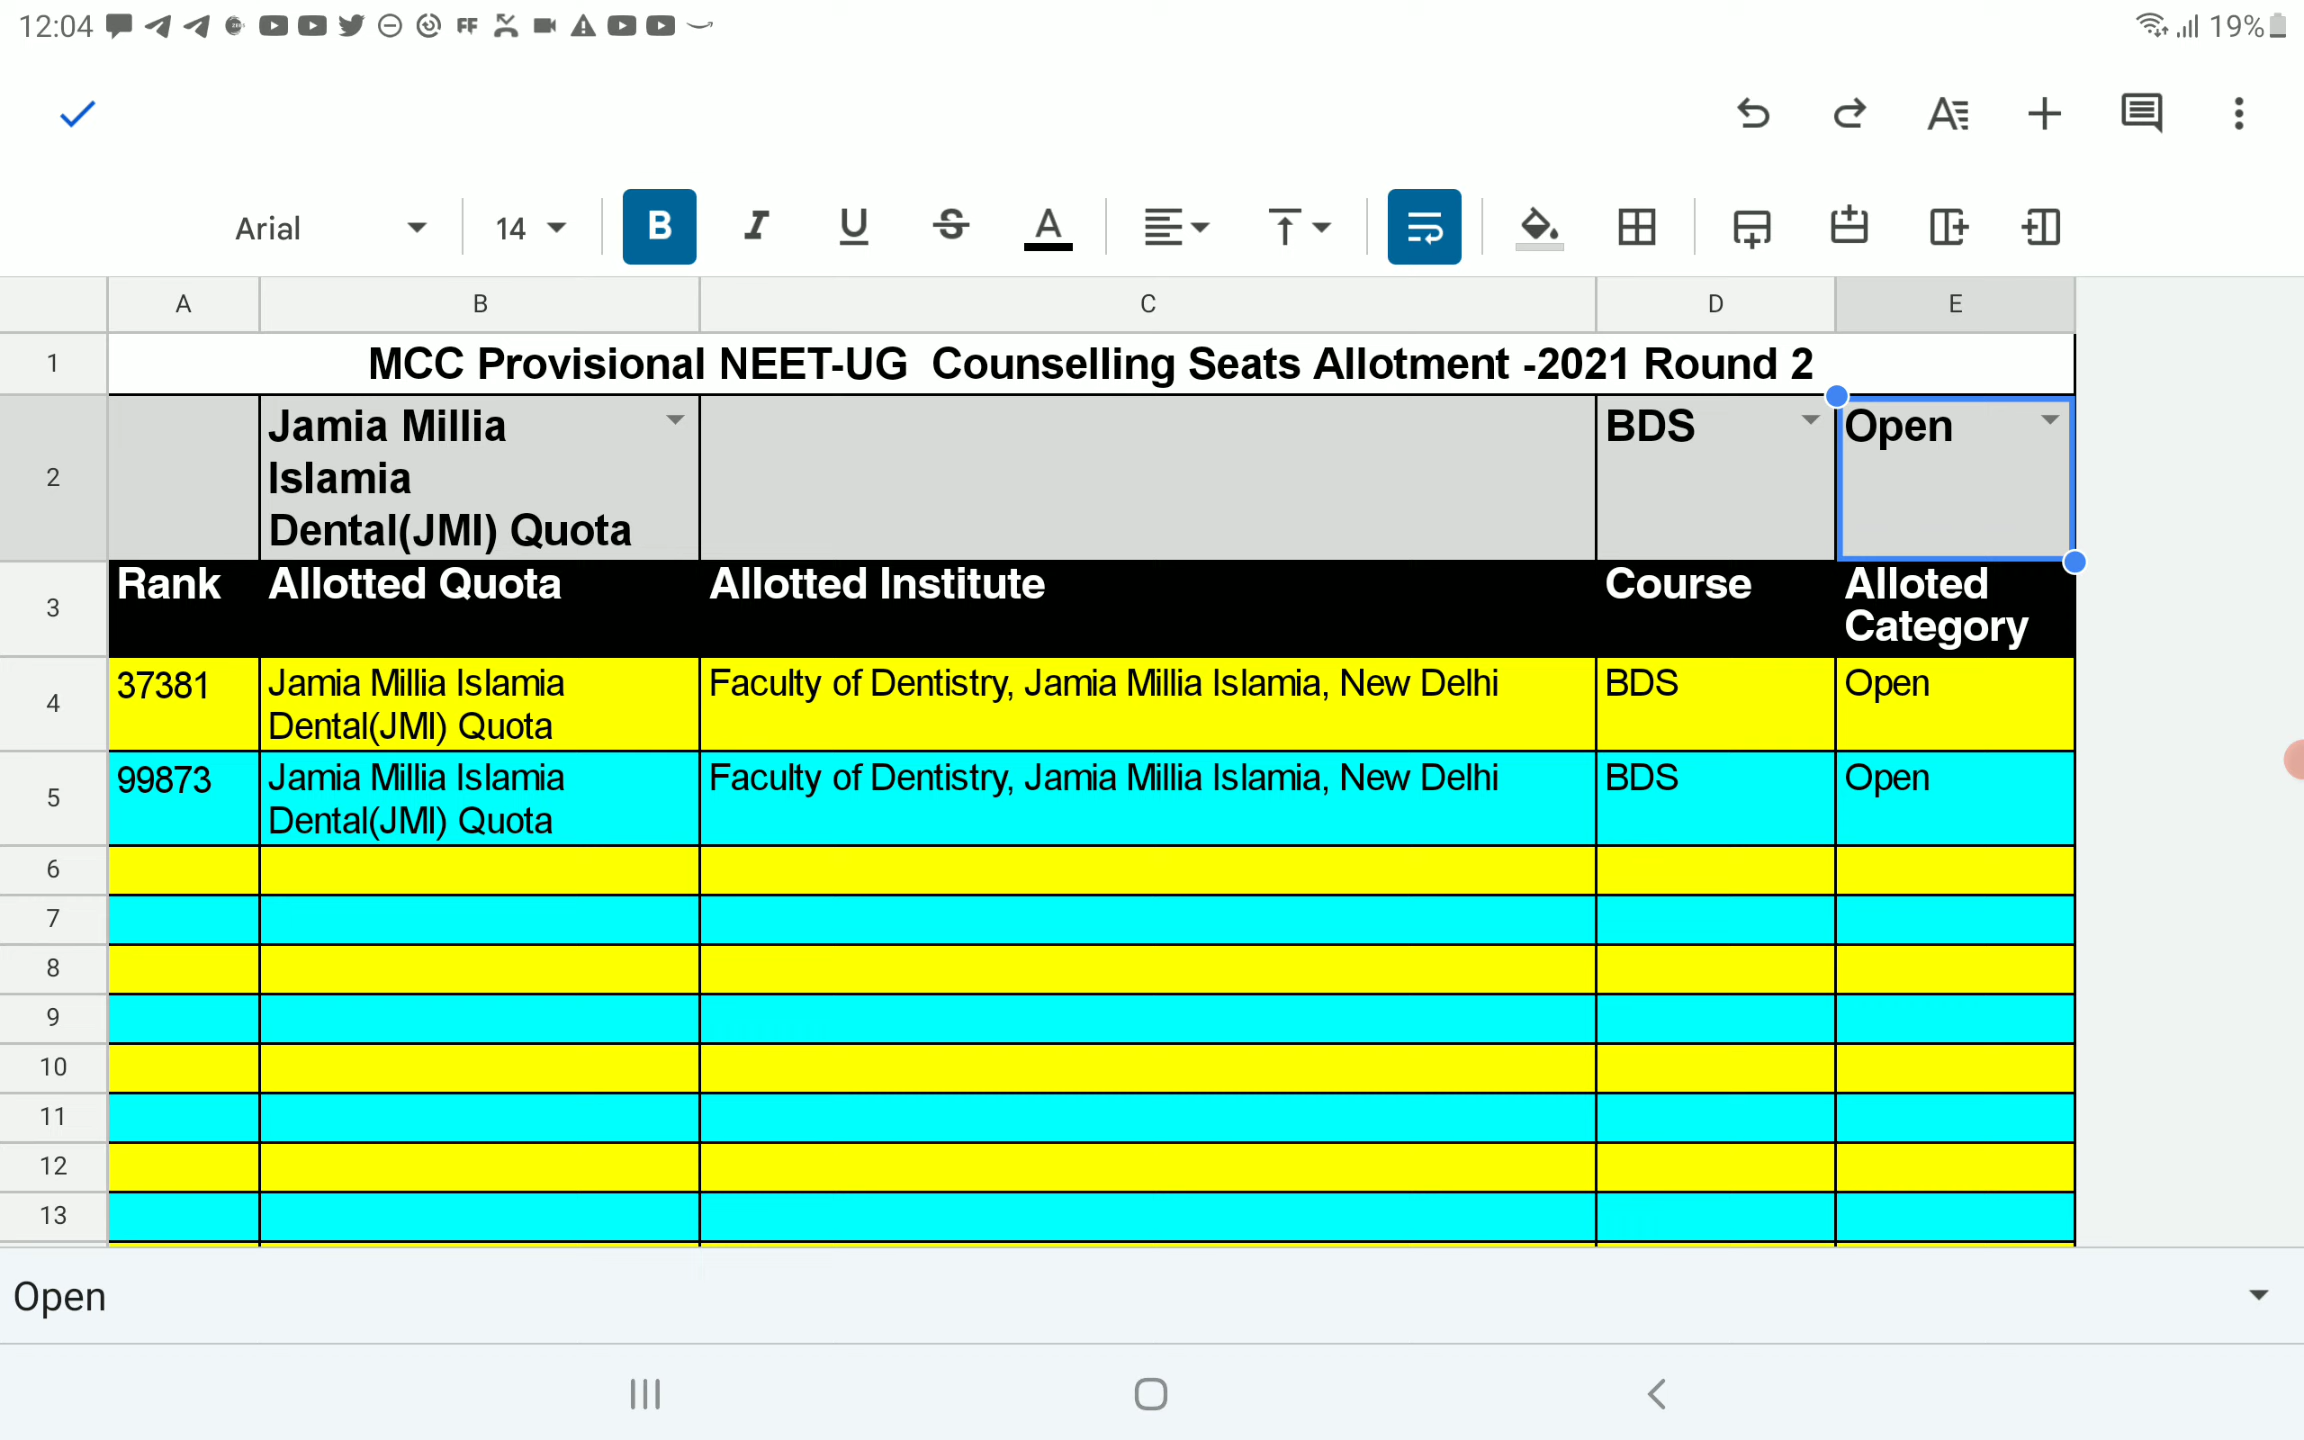 12:04 19%
Arial 14 B I U S A
A B C D E
1 MCC Provisional NEET-UG Counselling Seats Allotment -2021 Round 2
2 Jamia Millia Islamia Dental(JMI) Quota BDS Open
3 Rank Allotted Quota Allotted Institute Course Alloted Category
4 37381 Jamia Millia Islamia Dental(JMI) Quota Faculty of Dentistry, Jamia Millia Islamia, New Delhi BDS Open
5 99873 Jamia Millia Islamia Dental(JMI) Quota Faculty of Dentistry, Jamia Millia Islamia, New Delhi BDS Open
6
7
8
9
10
11
12
13
Open